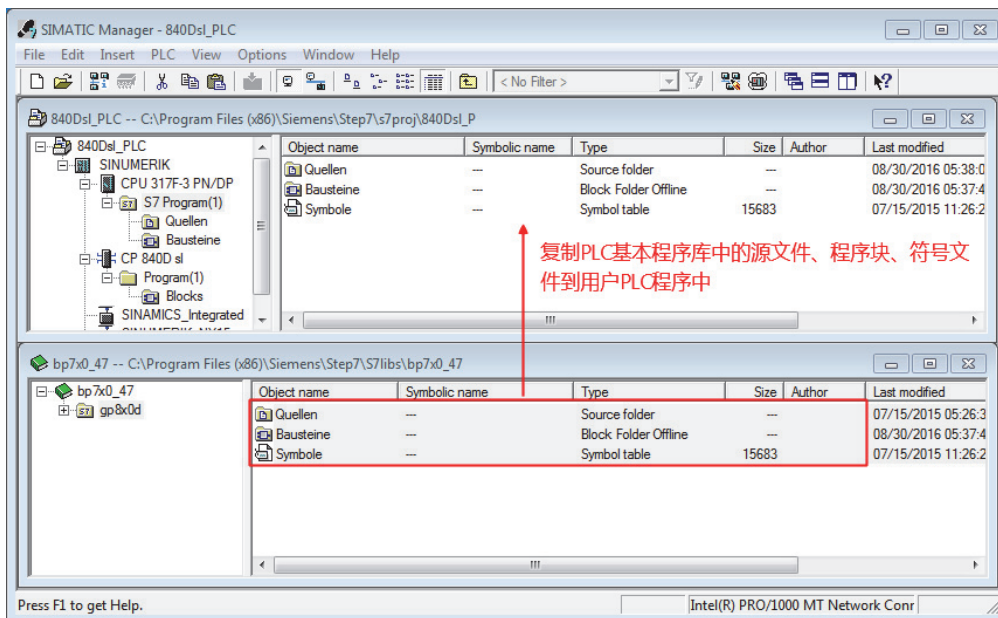 SIMATIC Manager - 840Dsl_PLC
File Edit Insert PLC View Options Window Help
< No Filter >
840Dsl_PLC -- C:\Program Files (x86)\Siemens\Step7\s7proj\840Dsl_P
840Dsl_PLC
SINUMERIK
CPU 317F-3 PN/DP
S7 Program(1)
Quellen
Bausteine
CP 840D sl
Program(1)
Blocks
SINAMICS_Integrated
Object name Symbolic name Type Size Author Last modified
Quellen --- Source folder --- 08/30/2016 05:38:0
Bausteine --- Block Folder Offline --- 08/30/2016 05:37:4
Symbole --- Symbol table 15683 07/15/2015 11:26:2
复制PLC基本程序库中的源文件、程序块、符号文
件到用户PLC程序中
bp7x0_47 -- C:\Program Files (x86)\Siemens\Step7\S7libs\bp7x0_47
bp7x0_47
gp8x0d
Object name Symbolic name Type Size Author Last modified
Quellen --- Source folder --- 07/15/2015 05:26:3
Bausteine --- Block Folder Offline --- 08/30/2016 05:37:4
Symbole --- Symbol table 15683 07/15/2015 11:26:2
Press F1 to get Help.
Intel(R) PRO/1000 MT Network Conr